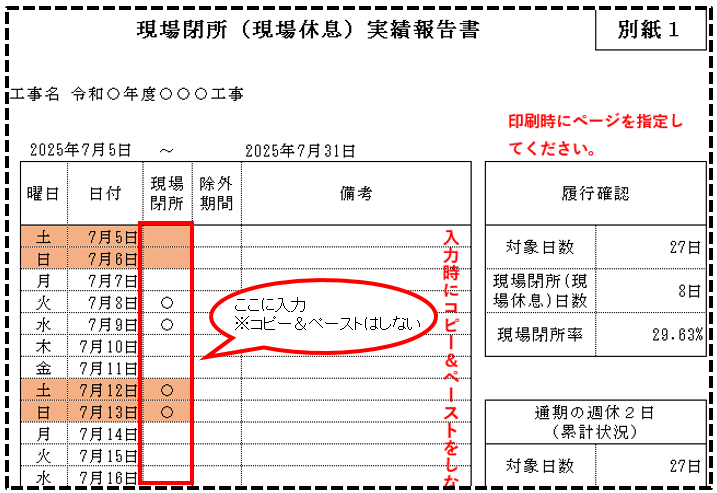 現場閉所（現場休息）実績報告書
別紙１
工事名 令和〇年度〇〇〇工事
印刷時にページを指定し
てください。
2025年7月5日 ～ 2025年7月31日
曜日 日付 現場閉所 除外期間 備考
土 7月5日
日 7月6日
月 7月7日
火 7月8日 〇
水 7月9日 〇
木 7月10日
金 7月11日
土 7月12日 〇
日 7月13日 〇
月 7月14日
火 7月15日
水 7月16日
ここに入力
※コピー＆ペーストはしない
入力時にコピー＆ペーストをしな
履行確認
対象日数 27日
現場閉所(現
場休息)日数 8日
現場閉所率 29.63%
通期の週休２日
（累計状況）
対象日数 27日